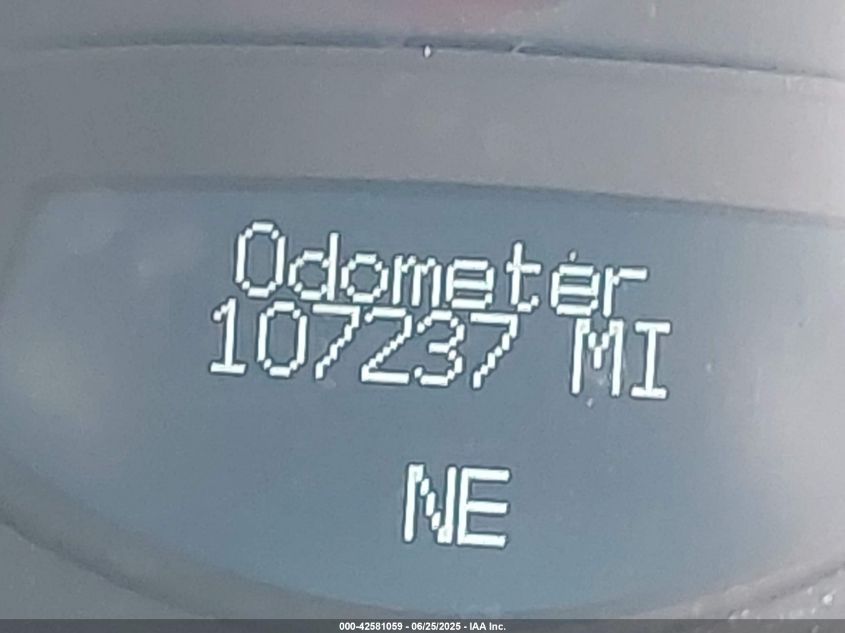 Odometer
107237 MI
NE
000-42581059 - 06/25/2025 - IAA Inc.